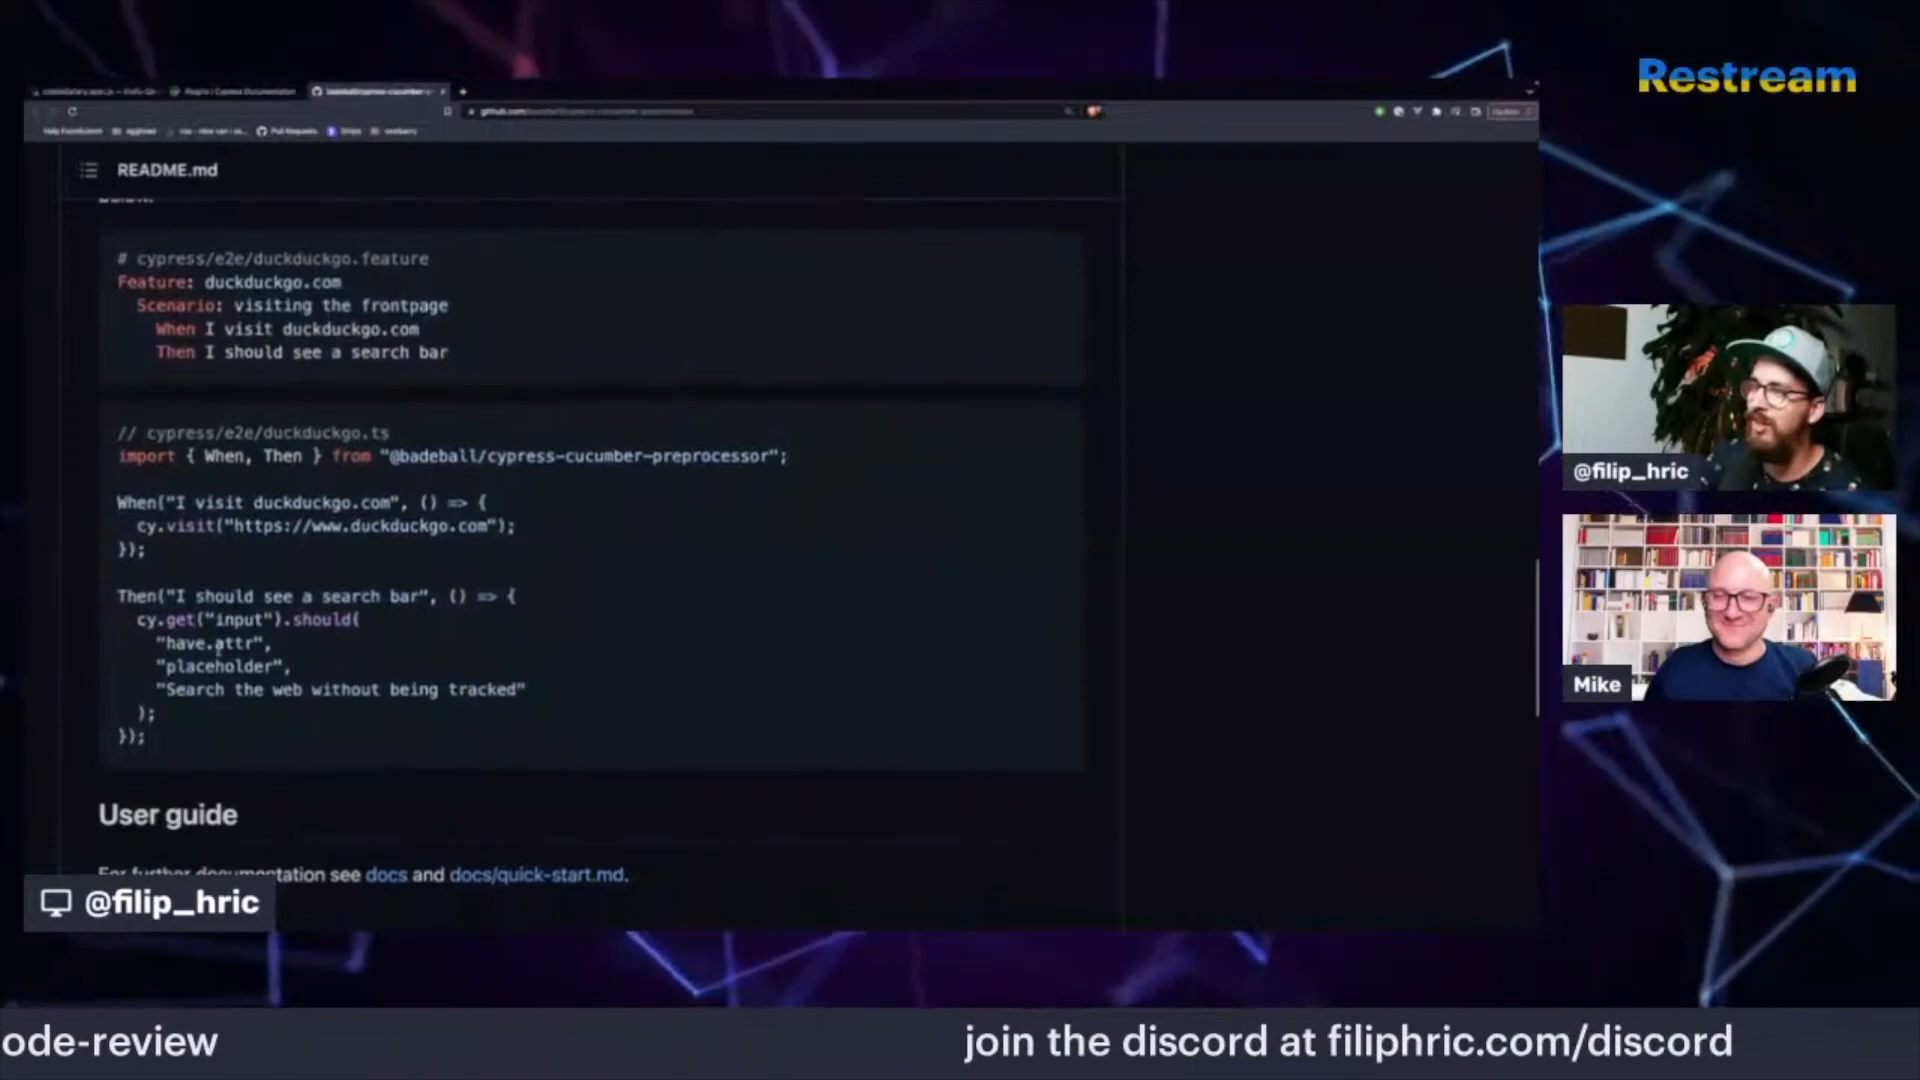 Restream
README.md
# cypress/e2e/duckduckgo.feature
Feature: duckduckgo.com
Scenario: visiting the frontpage
When I visit duckduckgo.com
Then I should see a search bar
// cypress/e2e/duckduckgo.ts
import { When, Then } from "@badeball/cypress-cucumber-preprocessor";
When("I visit duckduckgo.com", () => {
cy.visit("https://www.duckduckgo.com");
});
Then("I should see a search bar", () => {
cy.get("input").should(
"have.attr",
"placeholder",
"Search the web without being tracked"
);
});
User guide
For further documentation see docs and docs/quick-start.md.
@filip_hric
@filip_hric
Mike
ode-review
join the discord at filiphric.com/discord